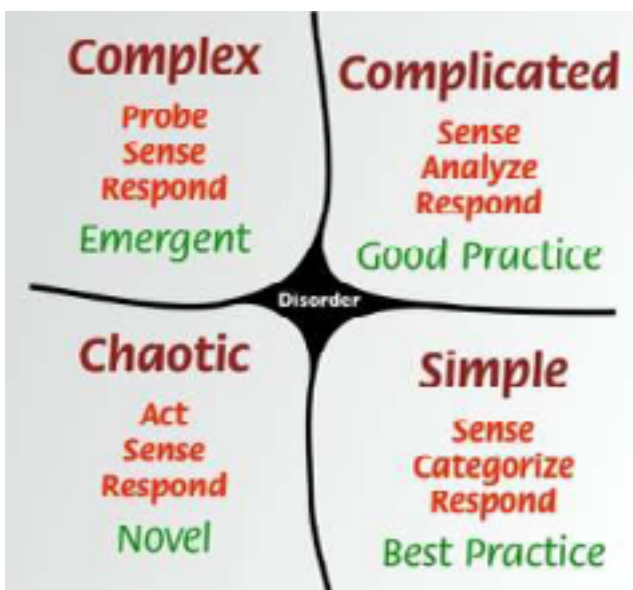 Complex
Probe
Sense
Respond
Emergent
Complicated
Sense
Analyze
Respond
Good Practice
Disorder
Chaotic
Act
Sense
Respond
Novel
Simple
Sense
Categorize
Respond
Best Practice